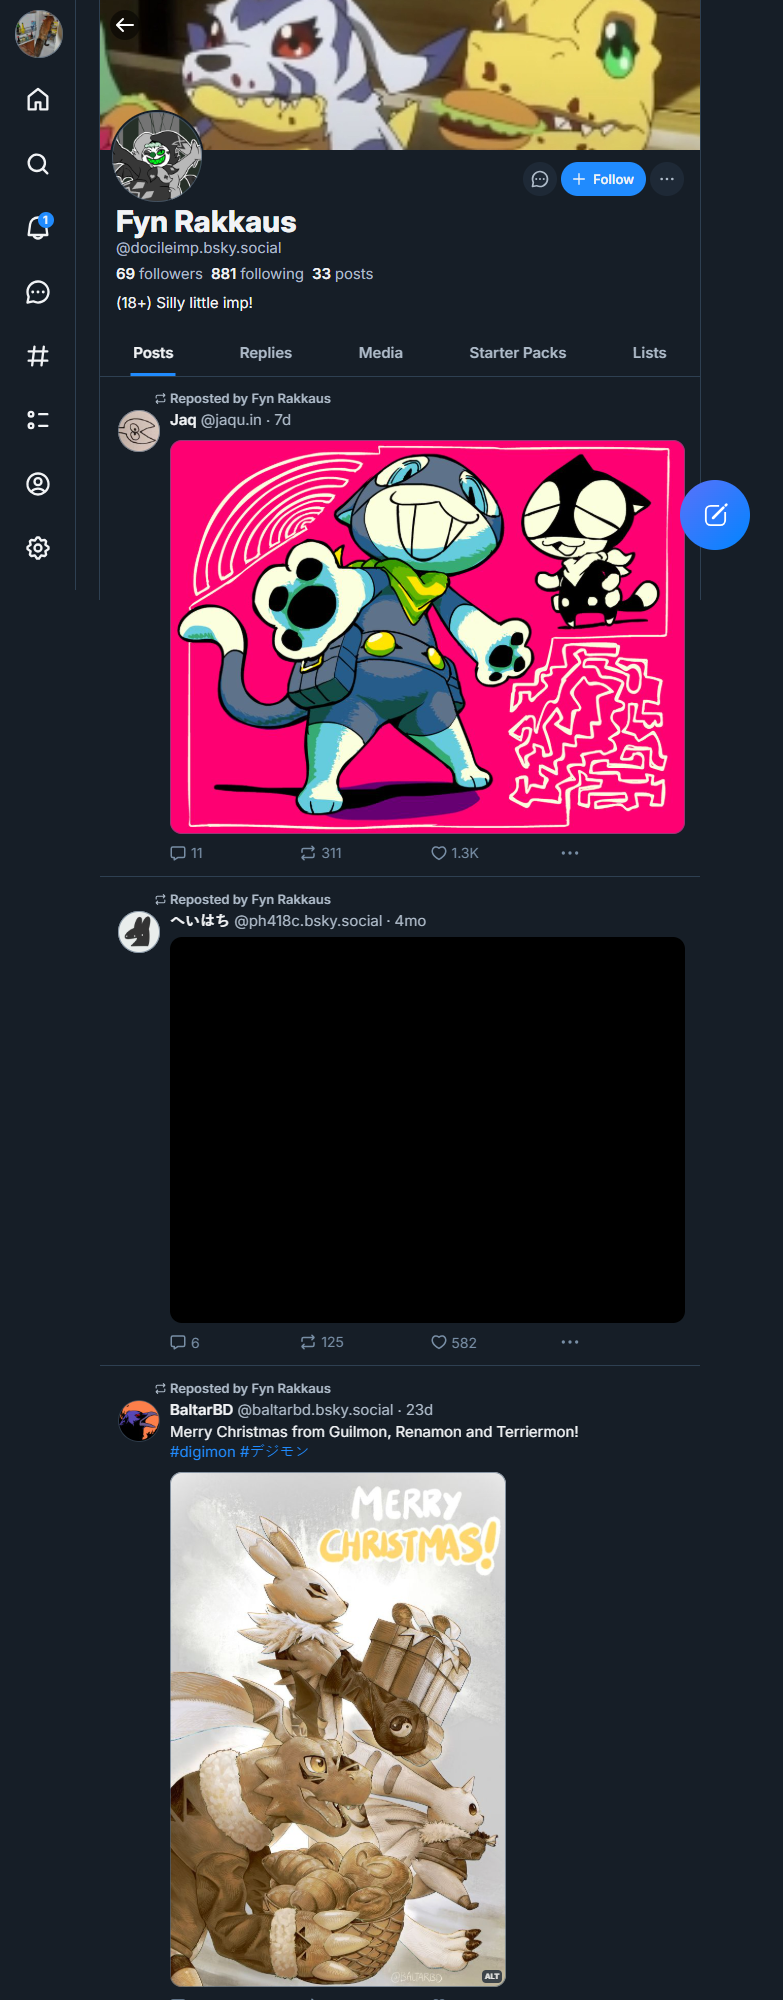 1
Follow
Fyn Rakkaus
@docileimp.bsky.social
69 followers 881 following 33 posts
(18+) Silly little imp!
Posts Replies Media Starter Packs Lists
Reposted by Fyn Rakkaus
Jaq @jaqu.in · 7d
11 311 1.3K
Reposted by Fyn Rakkaus
へいはち @ph418c.bsky.social · 4mo
6 125 582
Reposted by Fyn Rakkaus
BaltarBD @baltarbd.bsky.social · 23d
Merry Christmas from Guilmon, Renamon and Terriermon!
#digimon #デジモン
MERRY
CHRISTMAS!
@BALTARBD
ALT